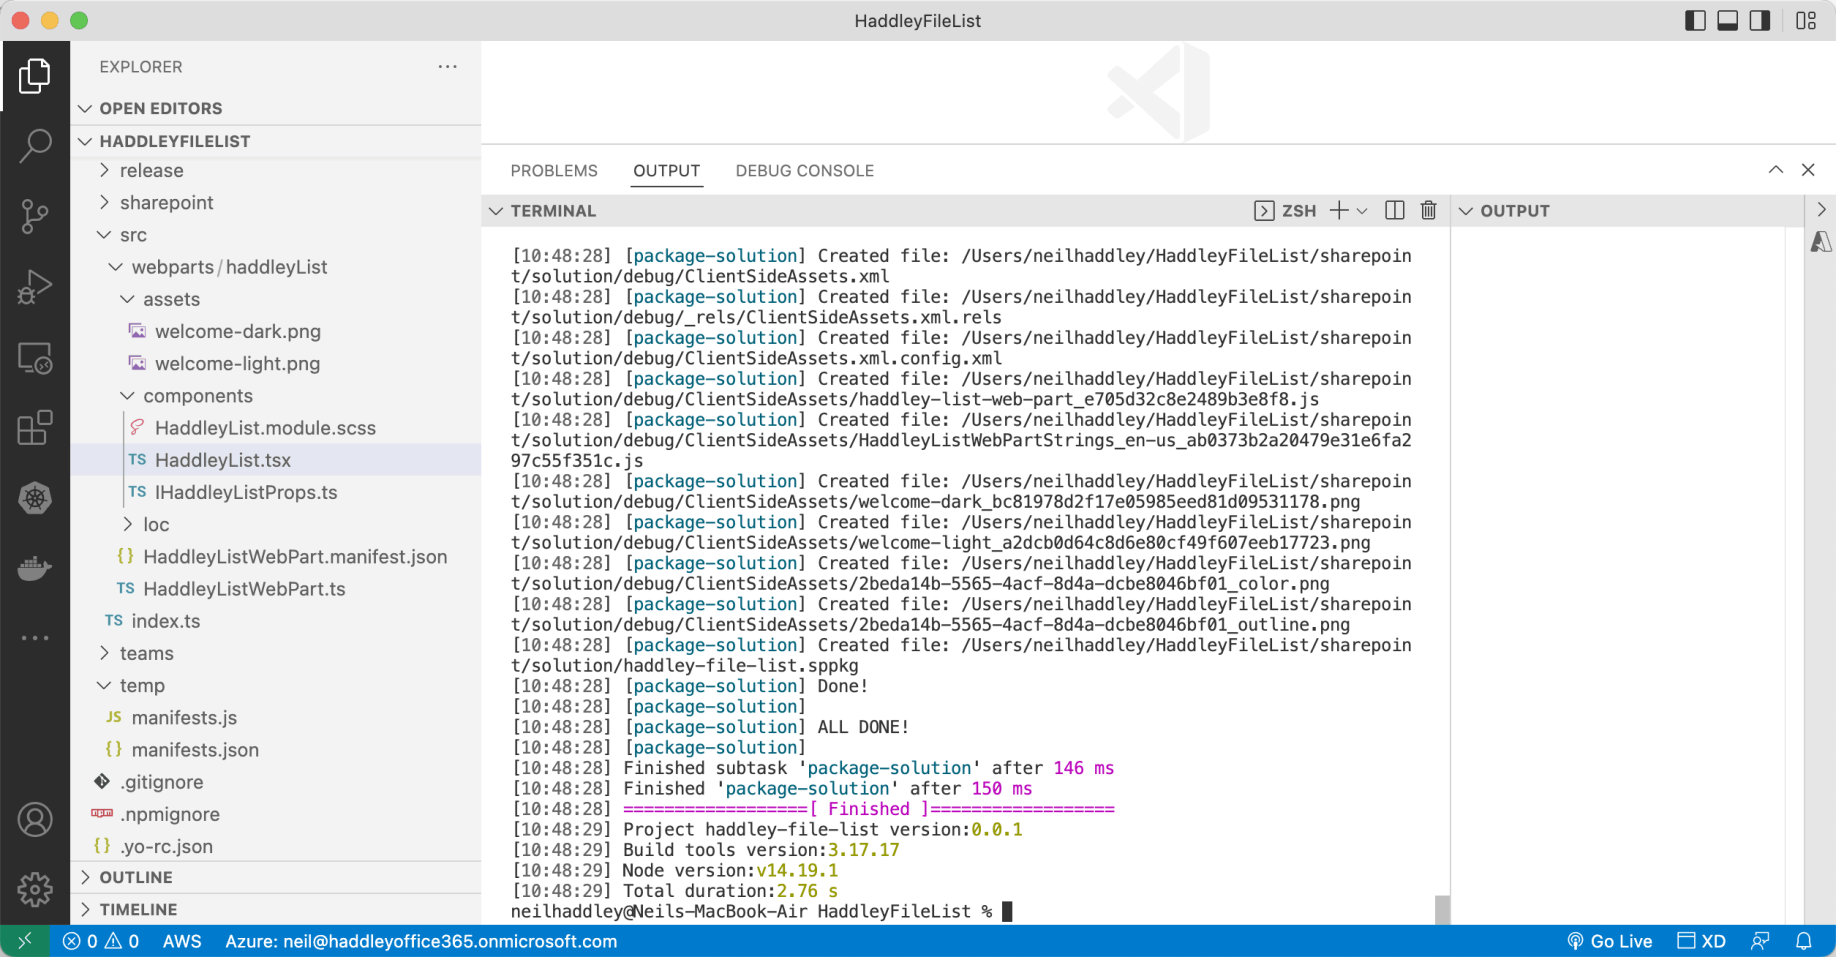 HaddleyFileList
EXPLORER
OPEN EDITORS
HADDLEYFILELIST
release
sharepoint
src
webparts/haddleyList
assets
welcome-dark.png
welcome-light.png
components
HaddleyList.module.scss
TS HaddleyList.tsx
TS IHaddleyListProps.ts
loc
{} HaddleyListWebPart.manifest.json
TS HaddleyListWebPart.ts
TS index.ts
teams
temp
JS manifests.js
{} manifests.json
.gitignore
npm .npmignore
{} .yo-rc.json
OUTLINE
TIMELINE
PROBLEMS OUTPUT DEBUG CONSOLE
TERMINAL ZSH OUTPUT
[10:48:28] [package-solution] Created file: /Users/neilhaddley/HaddleyFileList/sharepoin
t/solution/debug/ClientSideAssets.xml
[10:48:28] [package-solution] Created file: /Users/neilhaddley/HaddleyFileList/sharepoin
t/solution/debug/_rels/ClientSideAssets.xml.rels
[10:48:28] [package-solution] Created file: /Users/neilhaddley/HaddleyFileList/sharepoin
t/solution/debug/ClientSideAssets.xml.config.xml
[10:48:28] [package-solution] Created file: /Users/neilhaddley/HaddleyFileList/sharepoin
t/solution/debug/ClientSideAssets/haddley-list-web-part_e705d32c8e2489b3e8f8.js
[10:48:28] [package-solution] Created file: /Users/neilhaddley/HaddleyFileList/sharepoin
t/solution/debug/ClientSideAssets/HaddleyListWebPartStrings_en-us_ab0373b2a20479e31e6fa2
97c55f351c.js
[10:48:28] [package-solution] Created file: /Users/neilhaddley/HaddleyFileList/sharepoin
t/solution/debug/ClientSideAssets/welcome-dark_bc81978d2f17e05985eed81d09531178.png
[10:48:28] [package-solution] Created file: /Users/neilhaddley/HaddleyFileList/sharepoin
t/solution/debug/ClientSideAssets/welcome-light_a2dcb0d64c8d6e80cf49f607eeb17723.png
[10:48:28] [package-solution] Created file: /Users/neilhaddley/HaddleyFileList/sharepoin
t/solution/debug/ClientSideAssets/2beda14b-5565-4acf-8d4a-dcbe8046bf01_color.png
[10:48:28] [package-solution] Created file: /Users/neilhaddley/HaddleyFileList/sharepoin
t/solution/debug/ClientSideAssets/2beda14b-5565-4acf-8d4a-dcbe8046bf01_outline.png
[10:48:28] [package-solution] Created file: /Users/neilhaddley/HaddleyFileList/sharepoin
t/solution/haddley-file-list.sppkg
[10:48:28] [package-solution] Done!
[10:48:28] [package-solution]
[10:48:28] [package-solution] ALL DONE!
[10:48:28] [package-solution]
[10:48:28] Finished subtask 'package-solution' after 146 ms
[10:48:28] Finished 'package-solution' after 150 ms
[10:48:28] ==================[ Finished ]==================
[10:48:29] Project haddley-file-list version:0.0.1
[10:48:29] Build tools version:3.17.17
[10:48:29] Node version:v14.19.1
[10:48:29] Total duration:2.76 s
neilhaddley@Neils-MacBook-Air HaddleyFileList %
0 0 AWS Azure: neil@haddleyoffice365.onmicrosoft.com Go Live XD